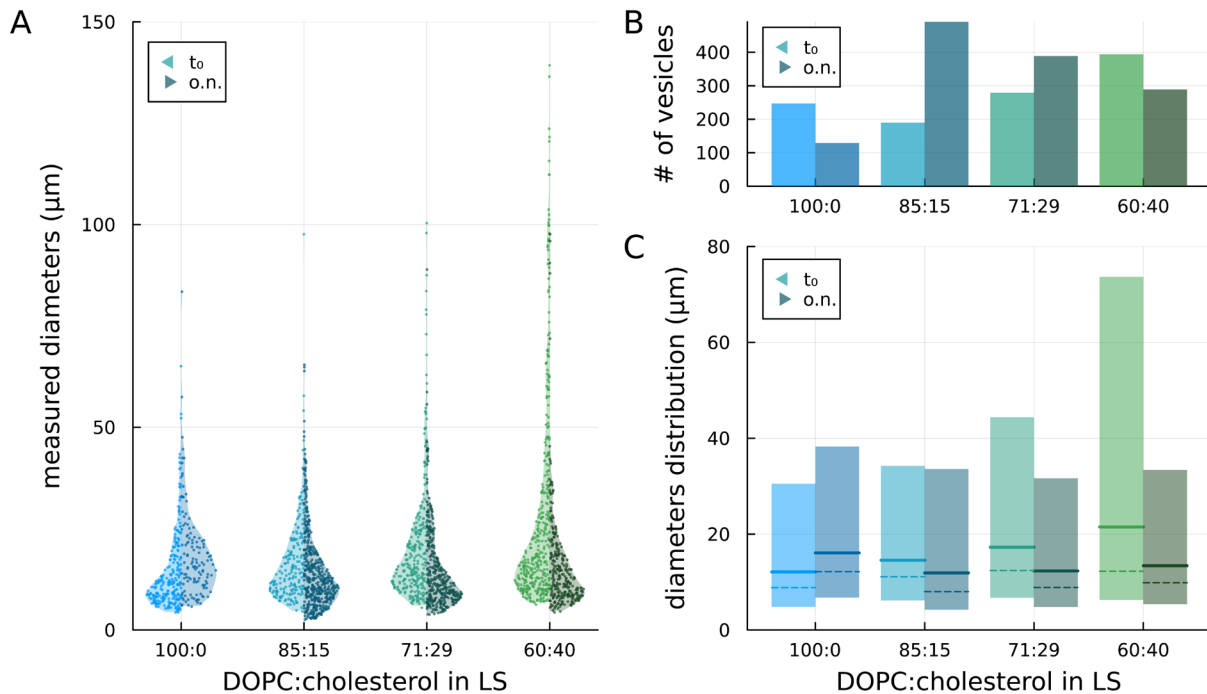 A
measured diameters (µm)
150
100
50
0
t₀
o.n.
100:0 85:15 71:29 60:40
DOPC:cholesterol in LS
B
# of vesicles
400
300
200
100
0
t₀
o.n.
100:0 85:15 71:29 60:40
C
diameters distribution (µm)
80
60
40
20
0
t₀
o.n.
100:0 85:15 71:29 60:40
DOPC:cholesterol in LS